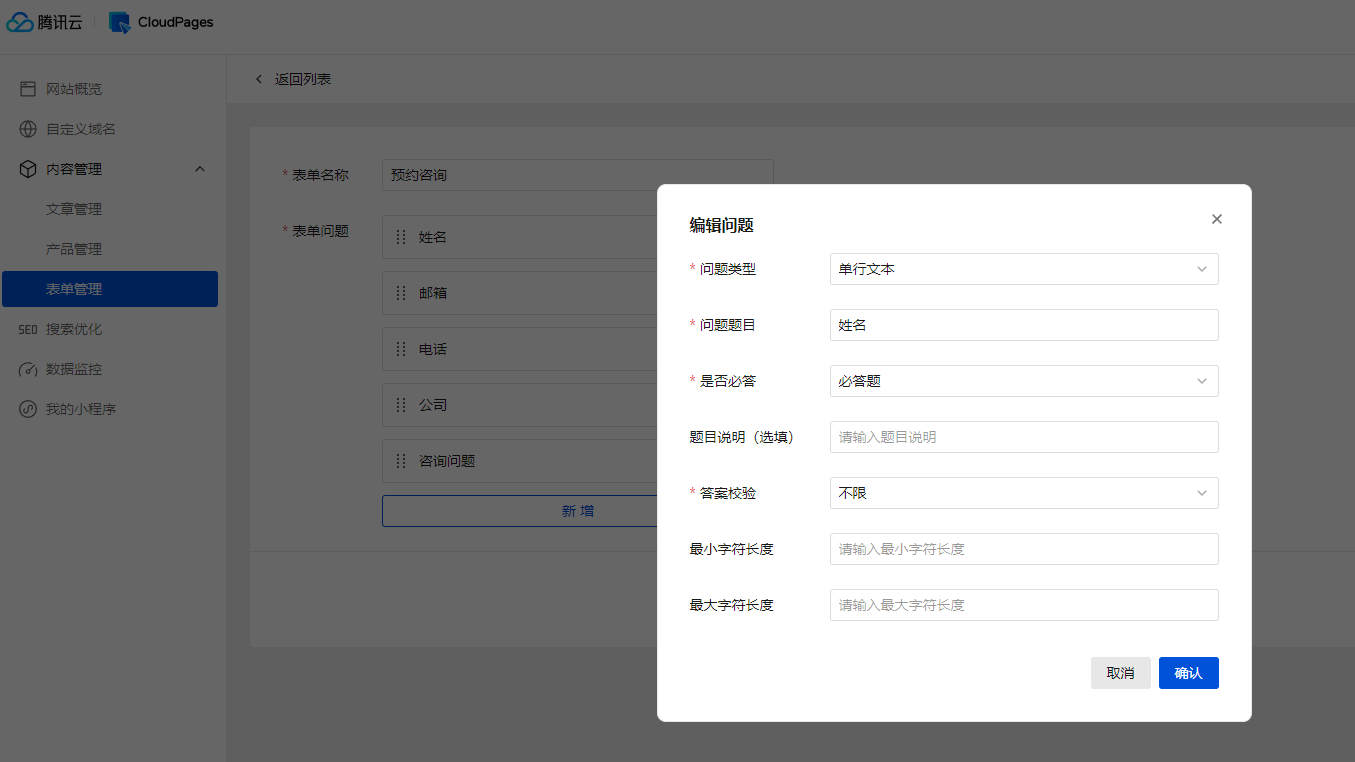 腾讯云 CloudPages
网站概览
自定义域名
内容管理
文章管理
产品管理
表单管理
SEO 搜索优化
数据监控
我的小程序
返回列表
* 表单名称 预约咨询
* 表单问题 姓名
邮箱
电话
公司
咨询问题
新 增
编辑问题
* 问题类型 单行文本
* 问题题目 姓名
* 是否必答 必答题
题目说明（选填） 请输入题目说明
* 答案校验 不限
最小字符长度 请输入最小字符长度
最大字符长度 请输入最大字符长度
取消 确认